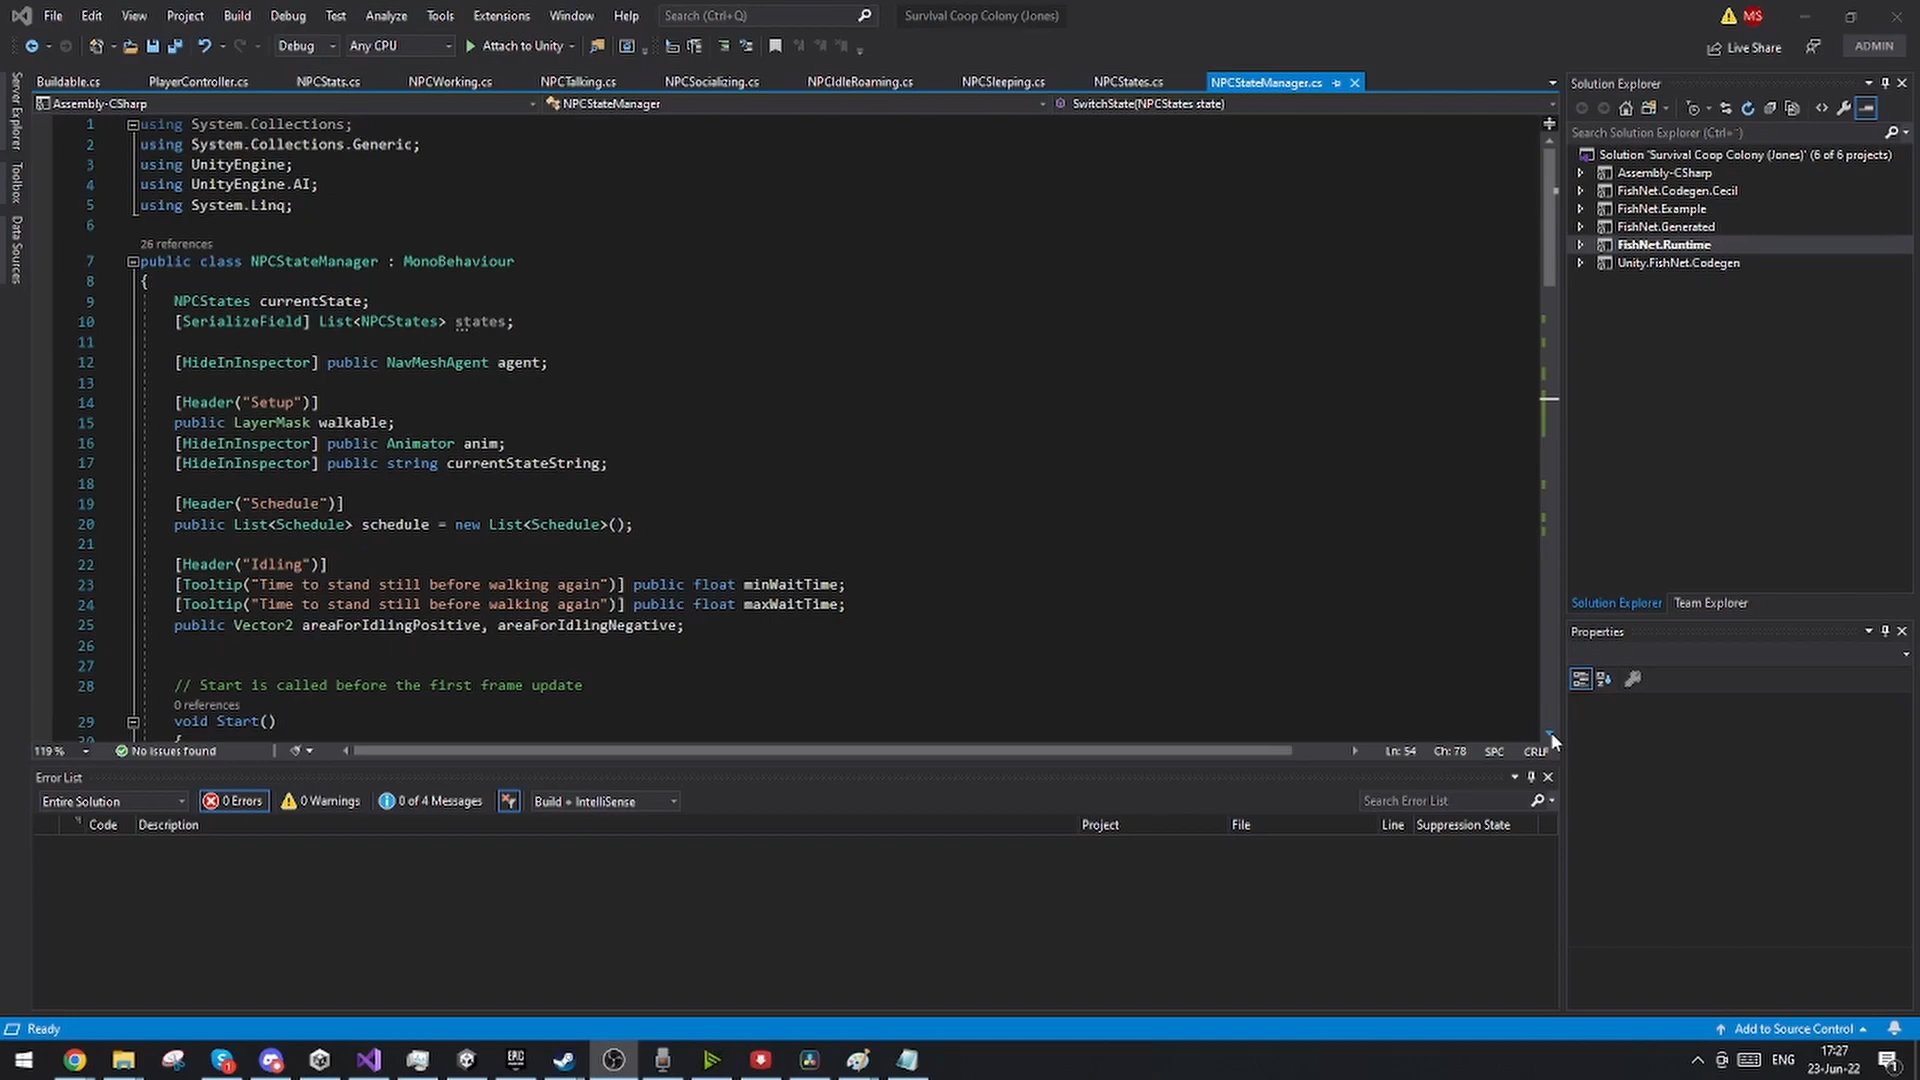 File Edit View Project Build Debug Test Analyze Tools Extensions Window Help Search (Ctrl+Q) Survival Coop Colony (Jones) MS
Debug Any CPU Attach to Unity Live Share ADMIN
Server Explorer
Toolbox
Data Sources
Buildable.cs PlayerController.cs NPCStats.cs NPCWorking.cs NPCTalking.cs NPCSocializing.cs NPCIdleRoaming.cs NPCSleeping.cs NPCStates.cs NPCStateManager.cs
Assembly-CSharp NPCStateManager SwitchState(NPCStates state)
1 using System.Collections;
2 using System.Collections.Generic;
3 using UnityEngine;
4 using UnityEngine.AI;
5 using System.Linq;
6
26 references
7 public class NPCStateManager : MonoBehaviour
8 {
9 NPCStates currentState;
10 [SerializeField] List<NPCStates> states;
11
12 [HideInInspector] public NavMeshAgent agent;
13
14 [Header("Setup")]
15 public LayerMask walkable;
16 [HideInInspector] public Animator anim;
17 [HideInInspector] public string currentStateString;
18
19 [Header("Schedule")]
20 public List<Schedule> schedule = new List<Schedule>();
21
22 [Header("Idling")]
23 [Tooltip("Time to stand still before walking again")] public float minWaitTime;
24 [Tooltip("Time to stand still before walking again")] public float maxWaitTime;
25 public Vector2 areaForIdlingPositive, areaForIdlingNegative;
26
27
28 // Start is called before the first frame update
0 references
29 void Start()
30 {
119 % No issues found Ln: 54 Ch: 78 SPC CRLF
Solution Explorer
Search Solution Explorer (Ctrl+¨)
Solution 'Survival Coop Colony (Jones)' (6 of 6 projects)
Assembly-CSharp
FishNet.Codegen.Cecil
FishNet.Example
FishNet.Generated
FishNet.Runtime
Unity.FishNet.Codegen
Solution Explorer Team Explorer
Properties
Error List
Entire Solution 0 Errors 0 Warnings 0 of 4 Messages Build + IntelliSense Search Error List
Code Description Project File Line Suppression State
Ready Add to Source Control
EPIC
ENG 17:27
23-Jun-22
1